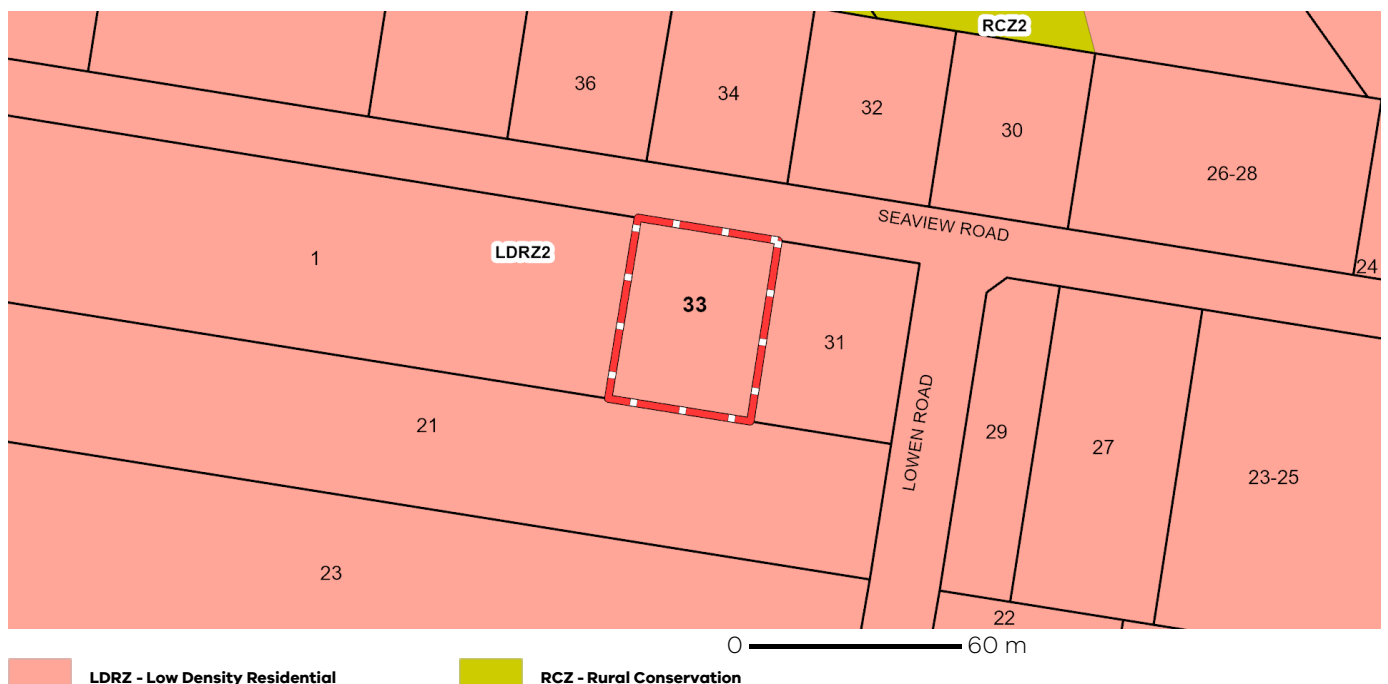 RCZ2
36
34
32
30
26-28
SEAVIEW ROAD
24
1
LDRZ2
33
31
LOWEN ROAD
21
29
27
23-25
23
22
0 60 m
LDRZ - Low Density Residential
RCZ - Rural Conservation